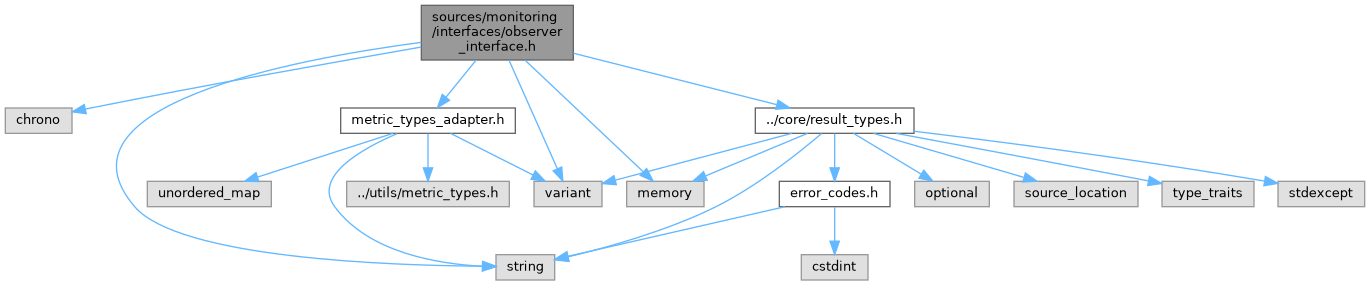 sources/monitoring
/interfaces/observer
_interface.h
chrono
metric_types_adapter.h
../core/result_types.h
unordered_map
../utils/metric_types.h
variant
memory
error_codes.h
optional
source_location
type_traits
stdexcept
string
cstdint